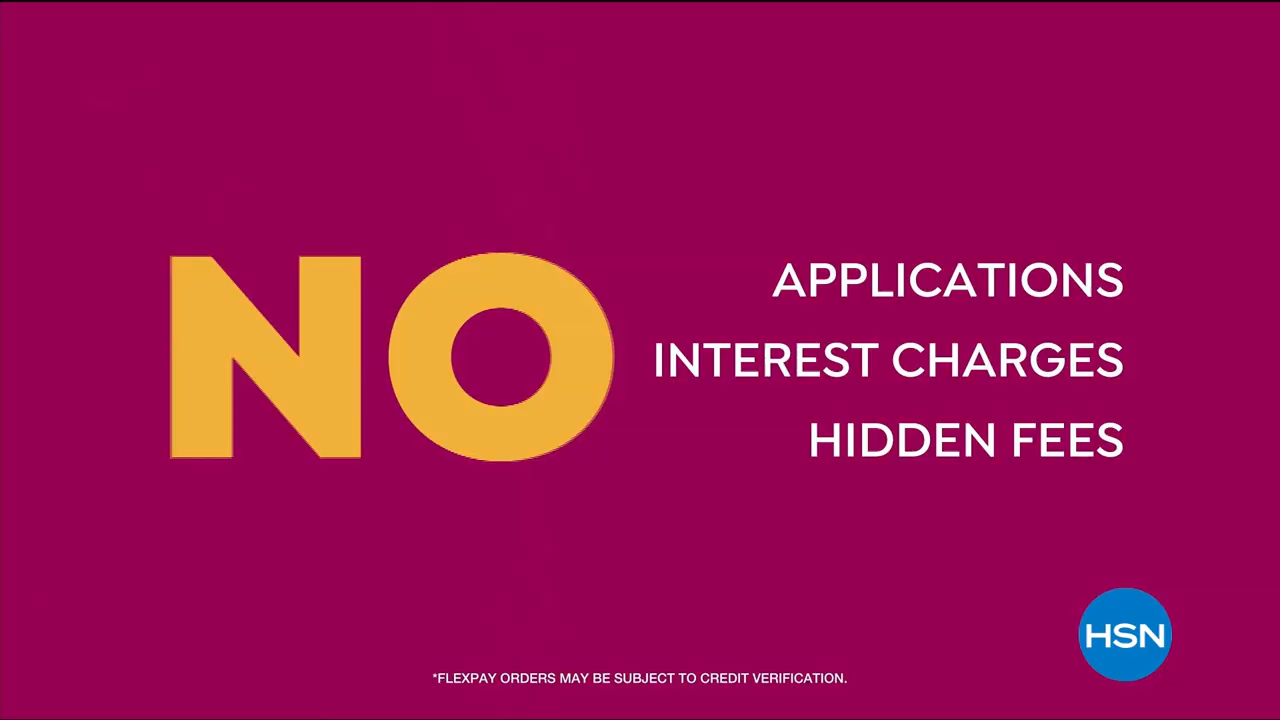 NO
APPLICATIONS
INTEREST CHARGES
HIDDEN FEES
HSN
*FLEXPAY ORDERS MAY BE SUBJECT TO CREDIT VERIFICATION.